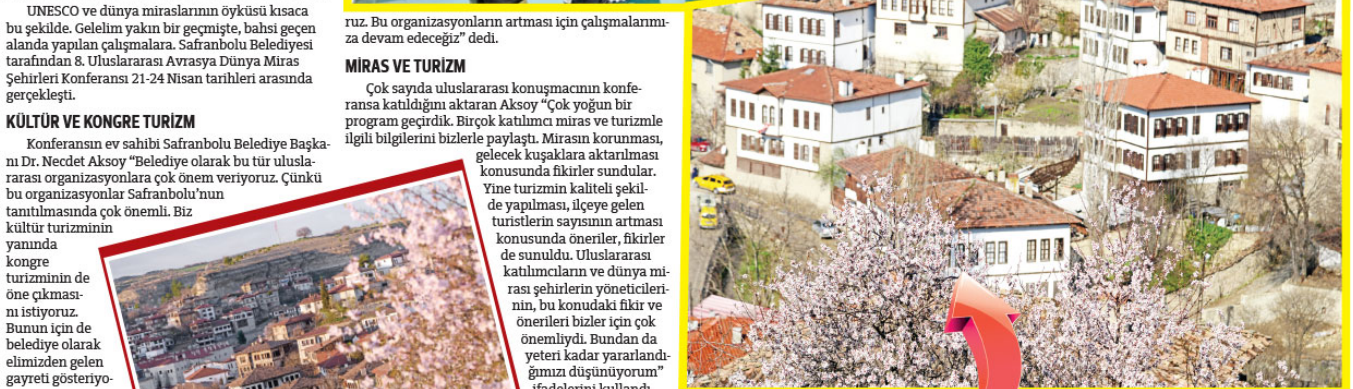 UNESCO ve dünya miraslarının öyküsü kısaca
bu şekilde. Gelelim yakın bir geçmişte, bahsi geçen
alanda yapılan çalışmalara. Safranbolu Belediyesi
tarafından 8. Uluslararası Avrasya Dünya Miras
Şehirleri Konferansı 21-24 Nisan tarihleri arasında
gerçekleşti.
KÜLTÜR VE KONGRE TURİZM
Konferansın ev sahibi Safranbolu Belediye Başka-
nı Dr. Necdet Aksoy “Belediye olarak bu tür ulusla-
rarası organizasyonlara çok önem veriyoruz. Çünkü
bu organizasyonlar Safranbolu’nun
tanıtılmasında çok önemli. Biz
kültür turizminin
yanında
kongre
turizminin de
öne çıkması-
nı istiyoruz.
Bunun için de
belediye olarak
elimizden gelen
gayreti gösteriyo-
ruz. Bu organizasyonların artması için çalışmalarımı-
za devam edeceğiz” dedi.
MİRAS VE TURİZM
Çok sayıda uluslararası konuşmacının konfe-
ransa katıldığını aktaran Aksoy “Çok yoğun bir
program geçirdik. Birçok katılımcı miras ve turizmle
ilgili bilgilerini bizlerle paylaştı. Mirasın korunması,
gelecek kuşaklara aktarılması
konusunda fikirler sundular.
Yine turizmin kaliteli şekil-
de yapılması, ilçeye gelen
turistlerin sayısının artması
konusunda öneriler, fikirler
de sunuldu. Uluslararası
katılımcıların ve dünya mi-
rası şehirlerin yöneticileri-
nin, bu konudaki fikir ve
önerileri bizler için çok
önemliydi. Bundan da
yeteri kadar yararlandı-
ğımızı düşünüyorum”
ifadelerini kullandı.